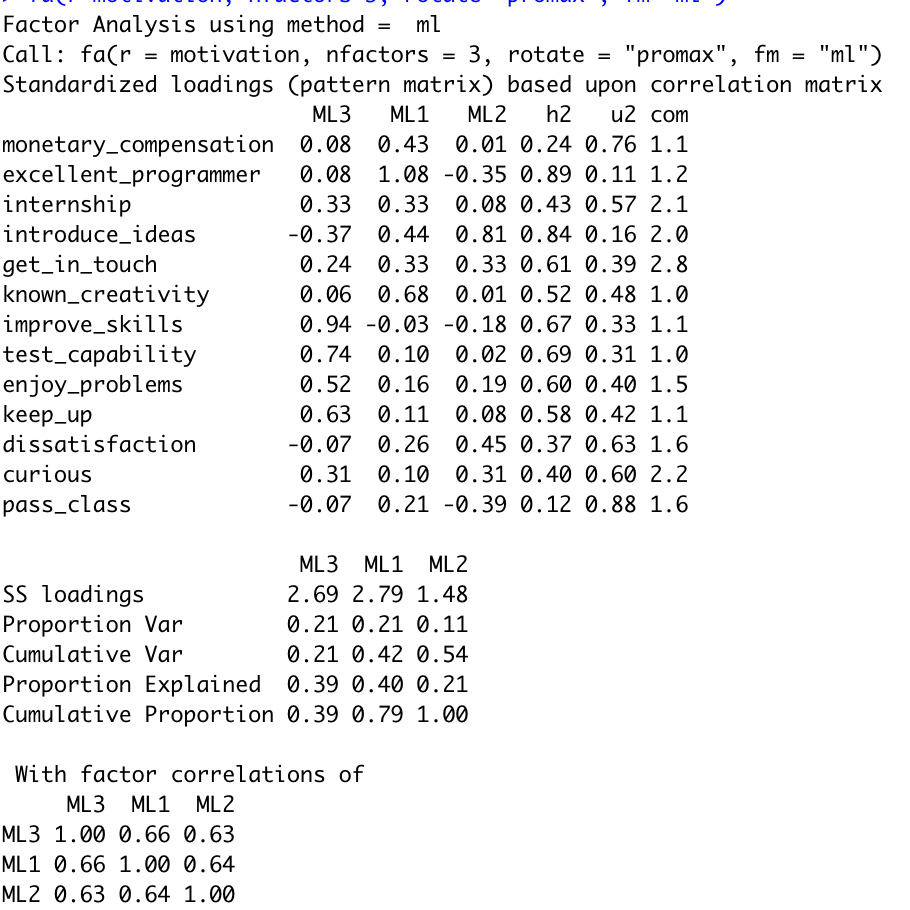 > fa(r=motivation, nfactors=3, rotate="promax", fm="ml")
Factor Analysis using method =  ml
Call: fa(r = motivation, nfactors = 3, rotate = "promax", fm = "ml")
Standardized loadings (pattern matrix) based upon correlation matrix
                       ML3   ML1   ML2   h2   u2 com
monetary_compensation  0.08  0.43  0.01 0.24 0.76 1.1
excellent_programmer   0.08  1.08 -0.35 0.89 0.11 1.2
internship             0.33  0.33  0.08 0.43 0.57 2.1
introduce_ideas       -0.37  0.44  0.81 0.84 0.16 2.0
get_in_touch           0.24  0.33  0.33 0.61 0.39 2.8
known_creativity       0.06  0.68  0.01 0.52 0.48 1.0
improve_skills         0.94 -0.03 -0.18 0.67 0.33 1.1
test_capability        0.74  0.10  0.02 0.69 0.31 1.0
enjoy_problems         0.52  0.16  0.19 0.60 0.40 1.5
keep_up                0.63  0.11  0.08 0.58 0.42 1.1
dissatisfaction       -0.07  0.26  0.45 0.37 0.63 1.6
curious                0.31  0.10  0.31 0.40 0.60 2.2
pass_class            -0.07  0.21 -0.39 0.12 0.88 1.6
                       ML3  ML1  ML2
SS loadings           2.69 2.79 1.48
Proportion Var        0.21 0.21 0.11
Cumulative Var        0.21 0.42 0.54
Proportion Explained  0.39 0.40 0.21
Cumulative Proportion 0.39 0.79 1.00
 With factor correlations of
     ML3  ML1  ML2
ML3 1.00 0.66 0.63
ML1 0.66 1.00 0.64
ML2 0.63 0.64 1.00